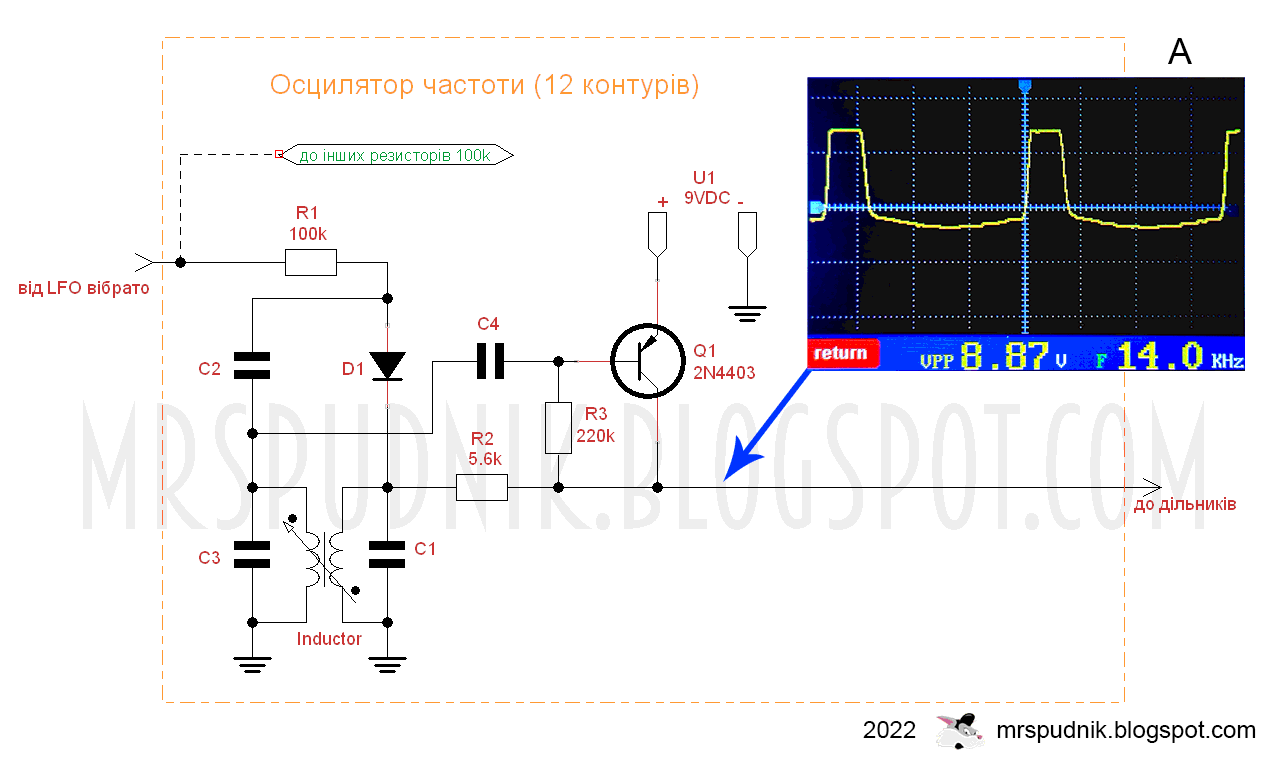 A
Осцилятор частоти (12 контурів)
до інших резисторів 100k
U1
9VDC
+
-
R1
100k
від LFO вібрато
return
VPP 8.87 V
F 14.0 KHz
C4
C2
D1
Q1
2N4403
R3
220k
R2
5.6k
MRSPUDNIK.BLOGSPOT.COM
до дільників
C3
C1
Inductor
2022
mrspudnik.blogspot.com